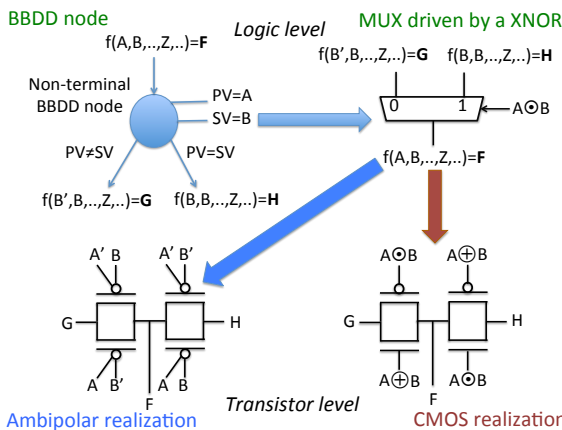 BBDD node
Logic level
MUX driven by a XNOR
f(A,B,..,Z,..)=F
f(B',B,..,Z,..)=G
f(B,B,..,Z,..)=H
Non-terminal
BBDD node
PV=A
SV=B
0
1
A⊙B
PV≠SV
PV=SV
f(A,B,..,Z,..)=F
f(B',B,..,Z,..)=G
f(B,B,..,Z,..)=H
A' B
A' B'
A⊙B
A⊕B
G
H
G
H
A B'
A B
A⊕B
A⊙B
F
F
Ambipolar realization
Transistor level
CMOS realization